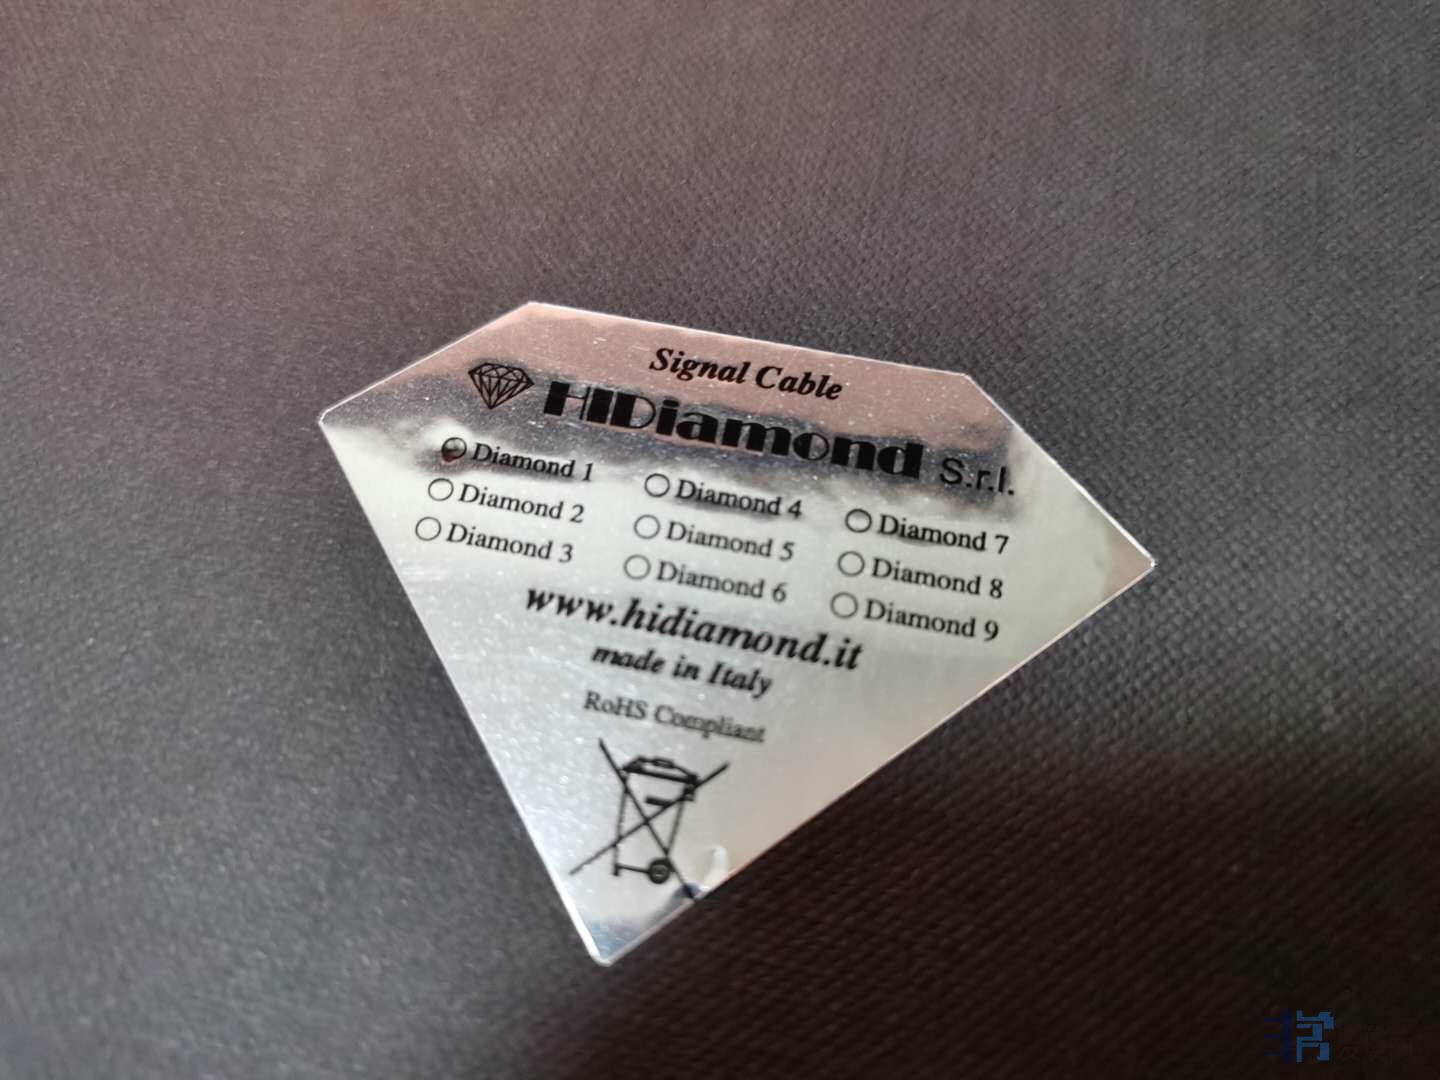 Signal Cable
HIDiamond S.r.l.
Diamond 1
Diamond 2
Diamond 3
Diamond 4
Diamond 5
Diamond 6
Diamond 7
Diamond 8
Diamond 9
www.hidiamond.it
made in Italy
RoHS Compliant